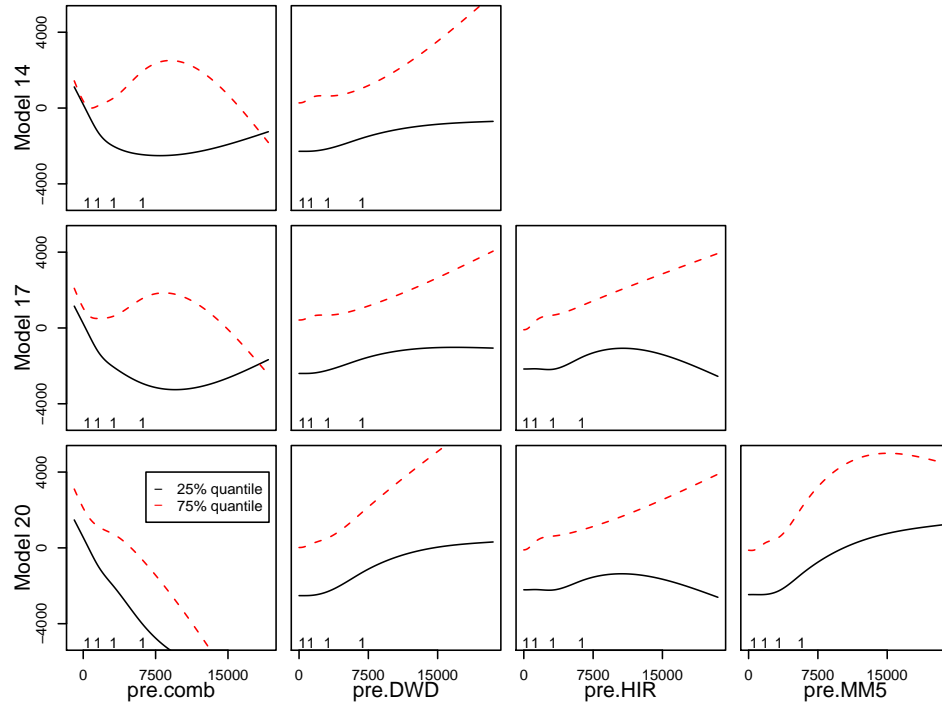 4000
0
−4000
Model 14
1 1 1 1
1 1 1 1
4000
0
−4000
Model 17
1 1 1 1
1 1 1 1
1 1 1 1
4000
0
−4000
Model 20
25% quantile
75% quantile
1 1 1 1
1 1 1 1
1 1 1 1
1 1 1 1
0 7500 15000
0 7500 15000
0 7500 15000
0 7500 15000
pre.comb
pre.DWD
pre.HIR
pre.MM5